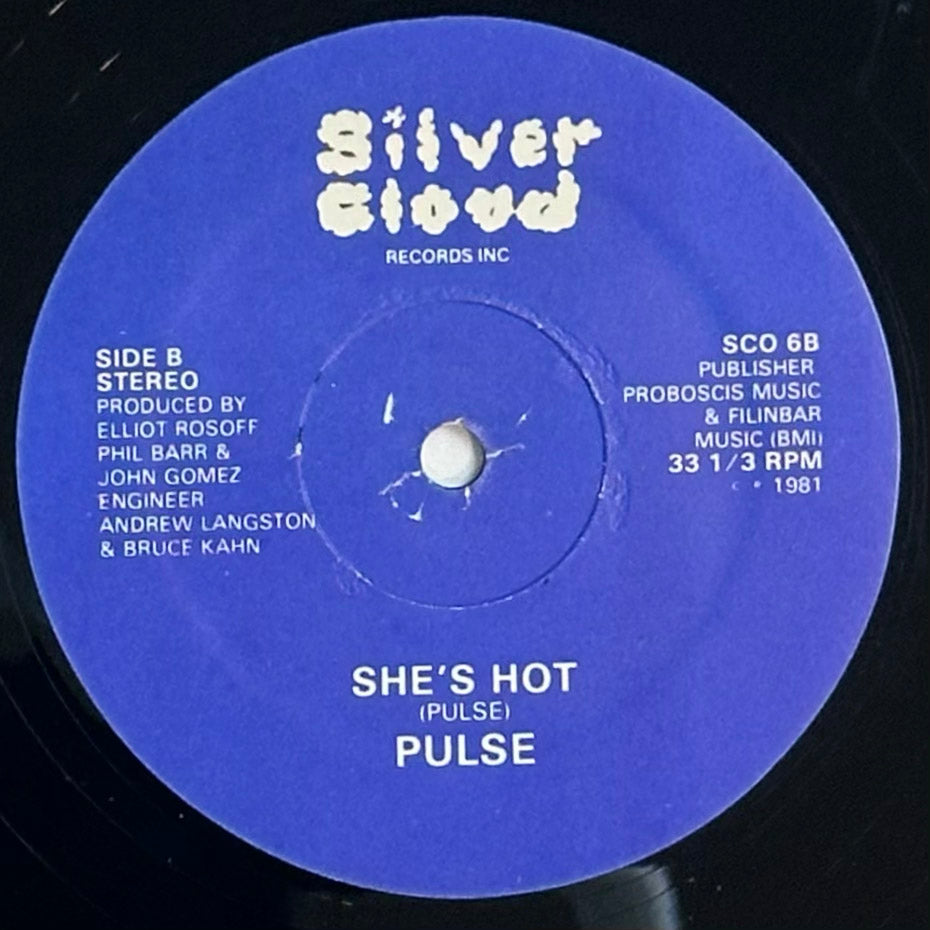 Silver
Cloud
RECORDS INC
SIDE B
STEREO
PRODUCED BY
ELLIOT ROSOFF
PHIL BARR &
JOHN GOMEZ
ENGINEER
ANDREW LANGSTON
& BRUCE KAHN
SCO 6B
PUBLISHER
PROBOSCIS MUSIC
& FILINBAR
MUSIC (BMI)
33 1/3 RPM
1981
SHE'S HOT
(PULSE)
PULSE